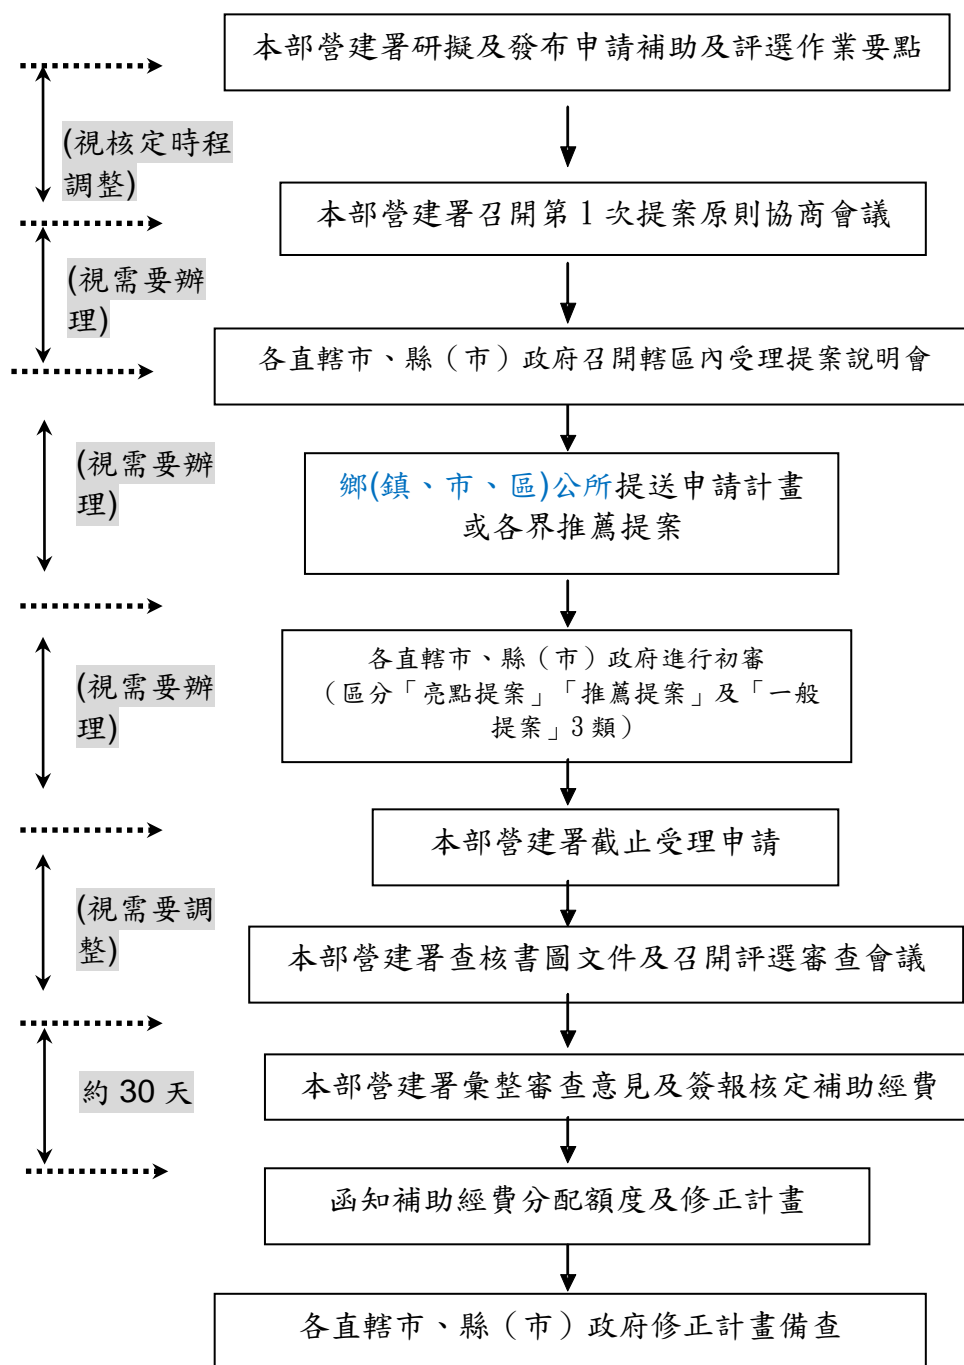 本部營建署研擬及發布申請補助及評選作業要點
(視核定時程
調整)
本部營建署召開第 1 次提案原則協商會議
(視需要辦
理)
各直轄市、縣（市）政府召開轄區內受理提案說明會
(視需要辦
理)
鄉(鎮、市、區)公所提送申請計畫
或各界推薦提案
各直轄市、縣（市）政府進行初審
（區分「亮點提案」「推薦提案」及「一般
提案」3 類）
(視需要辦
理)
本部營建署截止受理申請
(視需要調
整)
本部營建署查核書圖文件及召開評選審查會議
本部營建署彙整審查意見及簽報核定補助經費
約 30 天
函知補助經費分配額度及修正計畫
各直轄市、縣（市）政府修正計畫備查